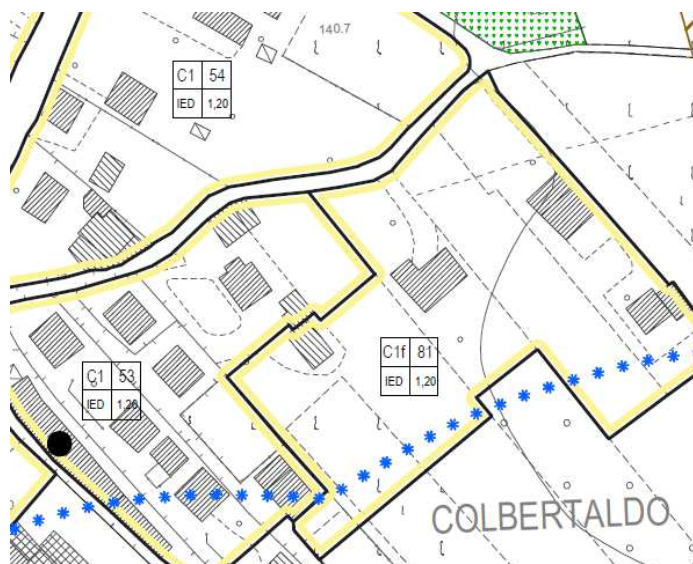 140.7
C1 54
IED 1,20
C1f 81
IED 1,20
C1 53
IED 1,20
COLBERTALDO